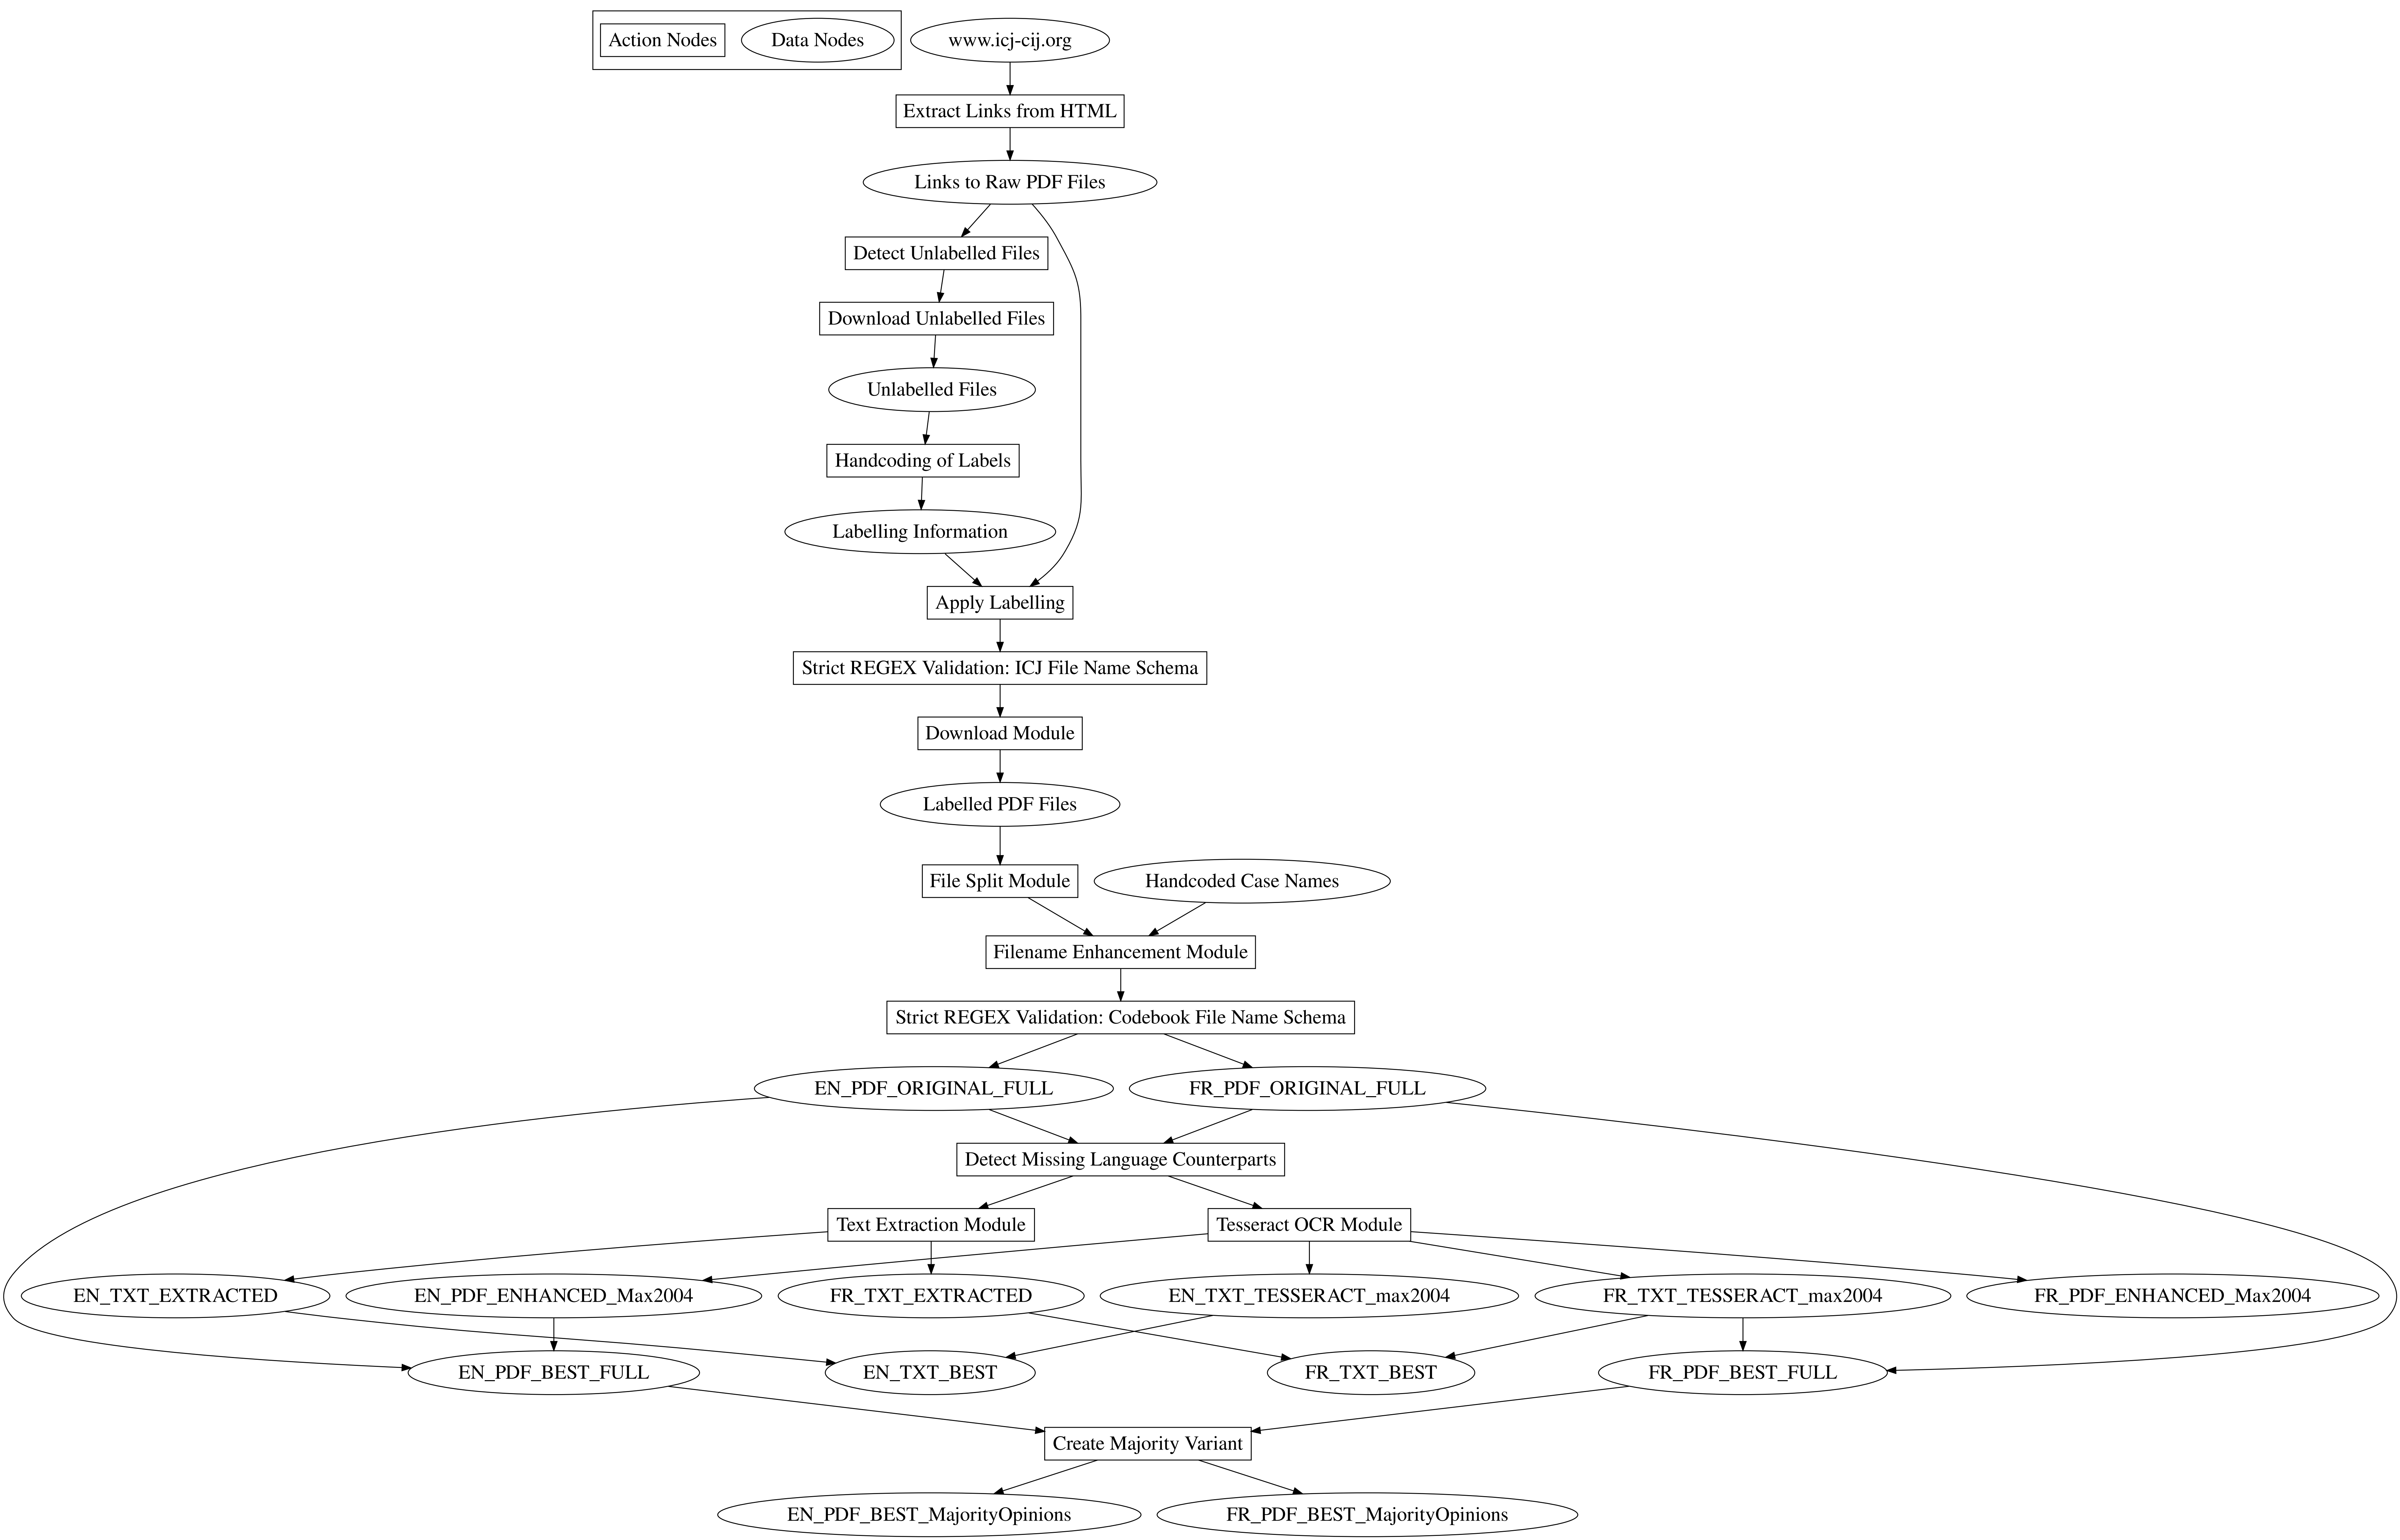 Action Nodes
Data Nodes
www.icj-cij.org
Extract Links from HTML
Links to Raw PDF Files
Detect Unlabelled Files
Download Unlabelled Files
Unlabelled Files
Handcoding of Labels
Labelling Information
Apply Labelling
Strict REGEX Validation: ICJ File Name Schema
Download Module
Labelled PDF Files
File Split Module
Handcoded Case Names
Filename Enhancement Module
Strict REGEX Validation: Codebook File Name Schema
EN_PDF_ORIGINAL_FULL
FR_PDF_ORIGINAL_FULL
Detect Missing Language Counterparts
Text Extraction Module
Tesseract OCR Module
EN_TXT_EXTRACTED
EN_PDF_ENHANCED_Max2004
FR_TXT_EXTRACTED
EN_TXT_TESSERACT_max2004
FR_TXT_TESSERACT_max2004
FR_PDF_ENHANCED_Max2004
EN_PDF_BEST_FULL
EN_TXT_BEST
FR_TXT_BEST
FR_PDF_BEST_FULL
Create Majority Variant
EN_PDF_BEST_MajorityOpinions
FR_PDF_BEST_MajorityOpinions